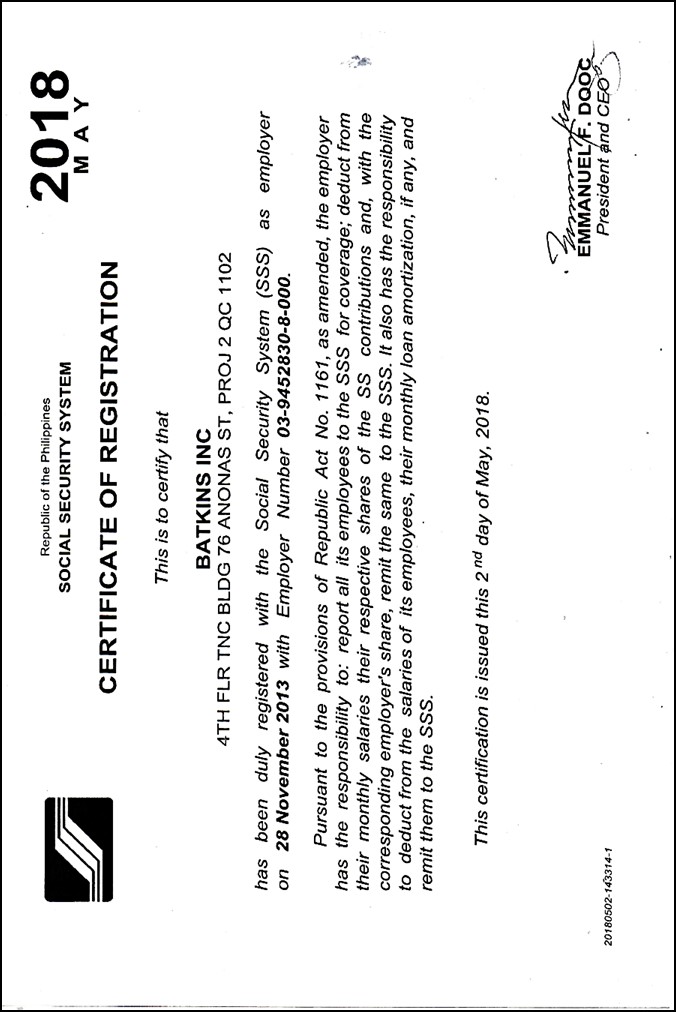 2018
MAY
Republic of the Philippines
SOCIAL SECURITY SYSTEM
CERTIFICATE OF REGISTRATION
This is to certify that
BATKINS INC
4TH FLR TNC BLDG 76 ANONAS ST, PROJ 2 QC 1102
has been duly registered with the Social Security System (SSS) as employer
on 28 November 2013 with Employer Number 03-9452830-8-000.
Pursuant to the provisions of Republic Act No. 1161, as amended, the employer
has the responsibility to: report all its employees to the SSS for coverage; deduct from
their monthly salaries their respective shares of the SS contributions and, with the
corresponding employer's share, remit the same to the SSS. It also has the responsibility
to deduct from the salaries of its employees, their monthly loan amortization, if any, and
remit them to the SSS.
This certification is issued this 2nd day of May, 2018.
EMMANUEL F. DOOC
President and CEO
20180502-143314-1